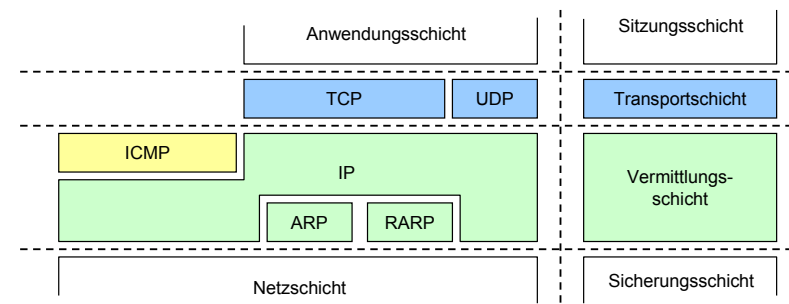 Anwendungsschicht
Sitzungsschicht
TCP
UDP
Transportschicht
ICMP
IP
Vermittlungs-
schicht
ARP
RARP
Netzschicht
Sicherungsschicht